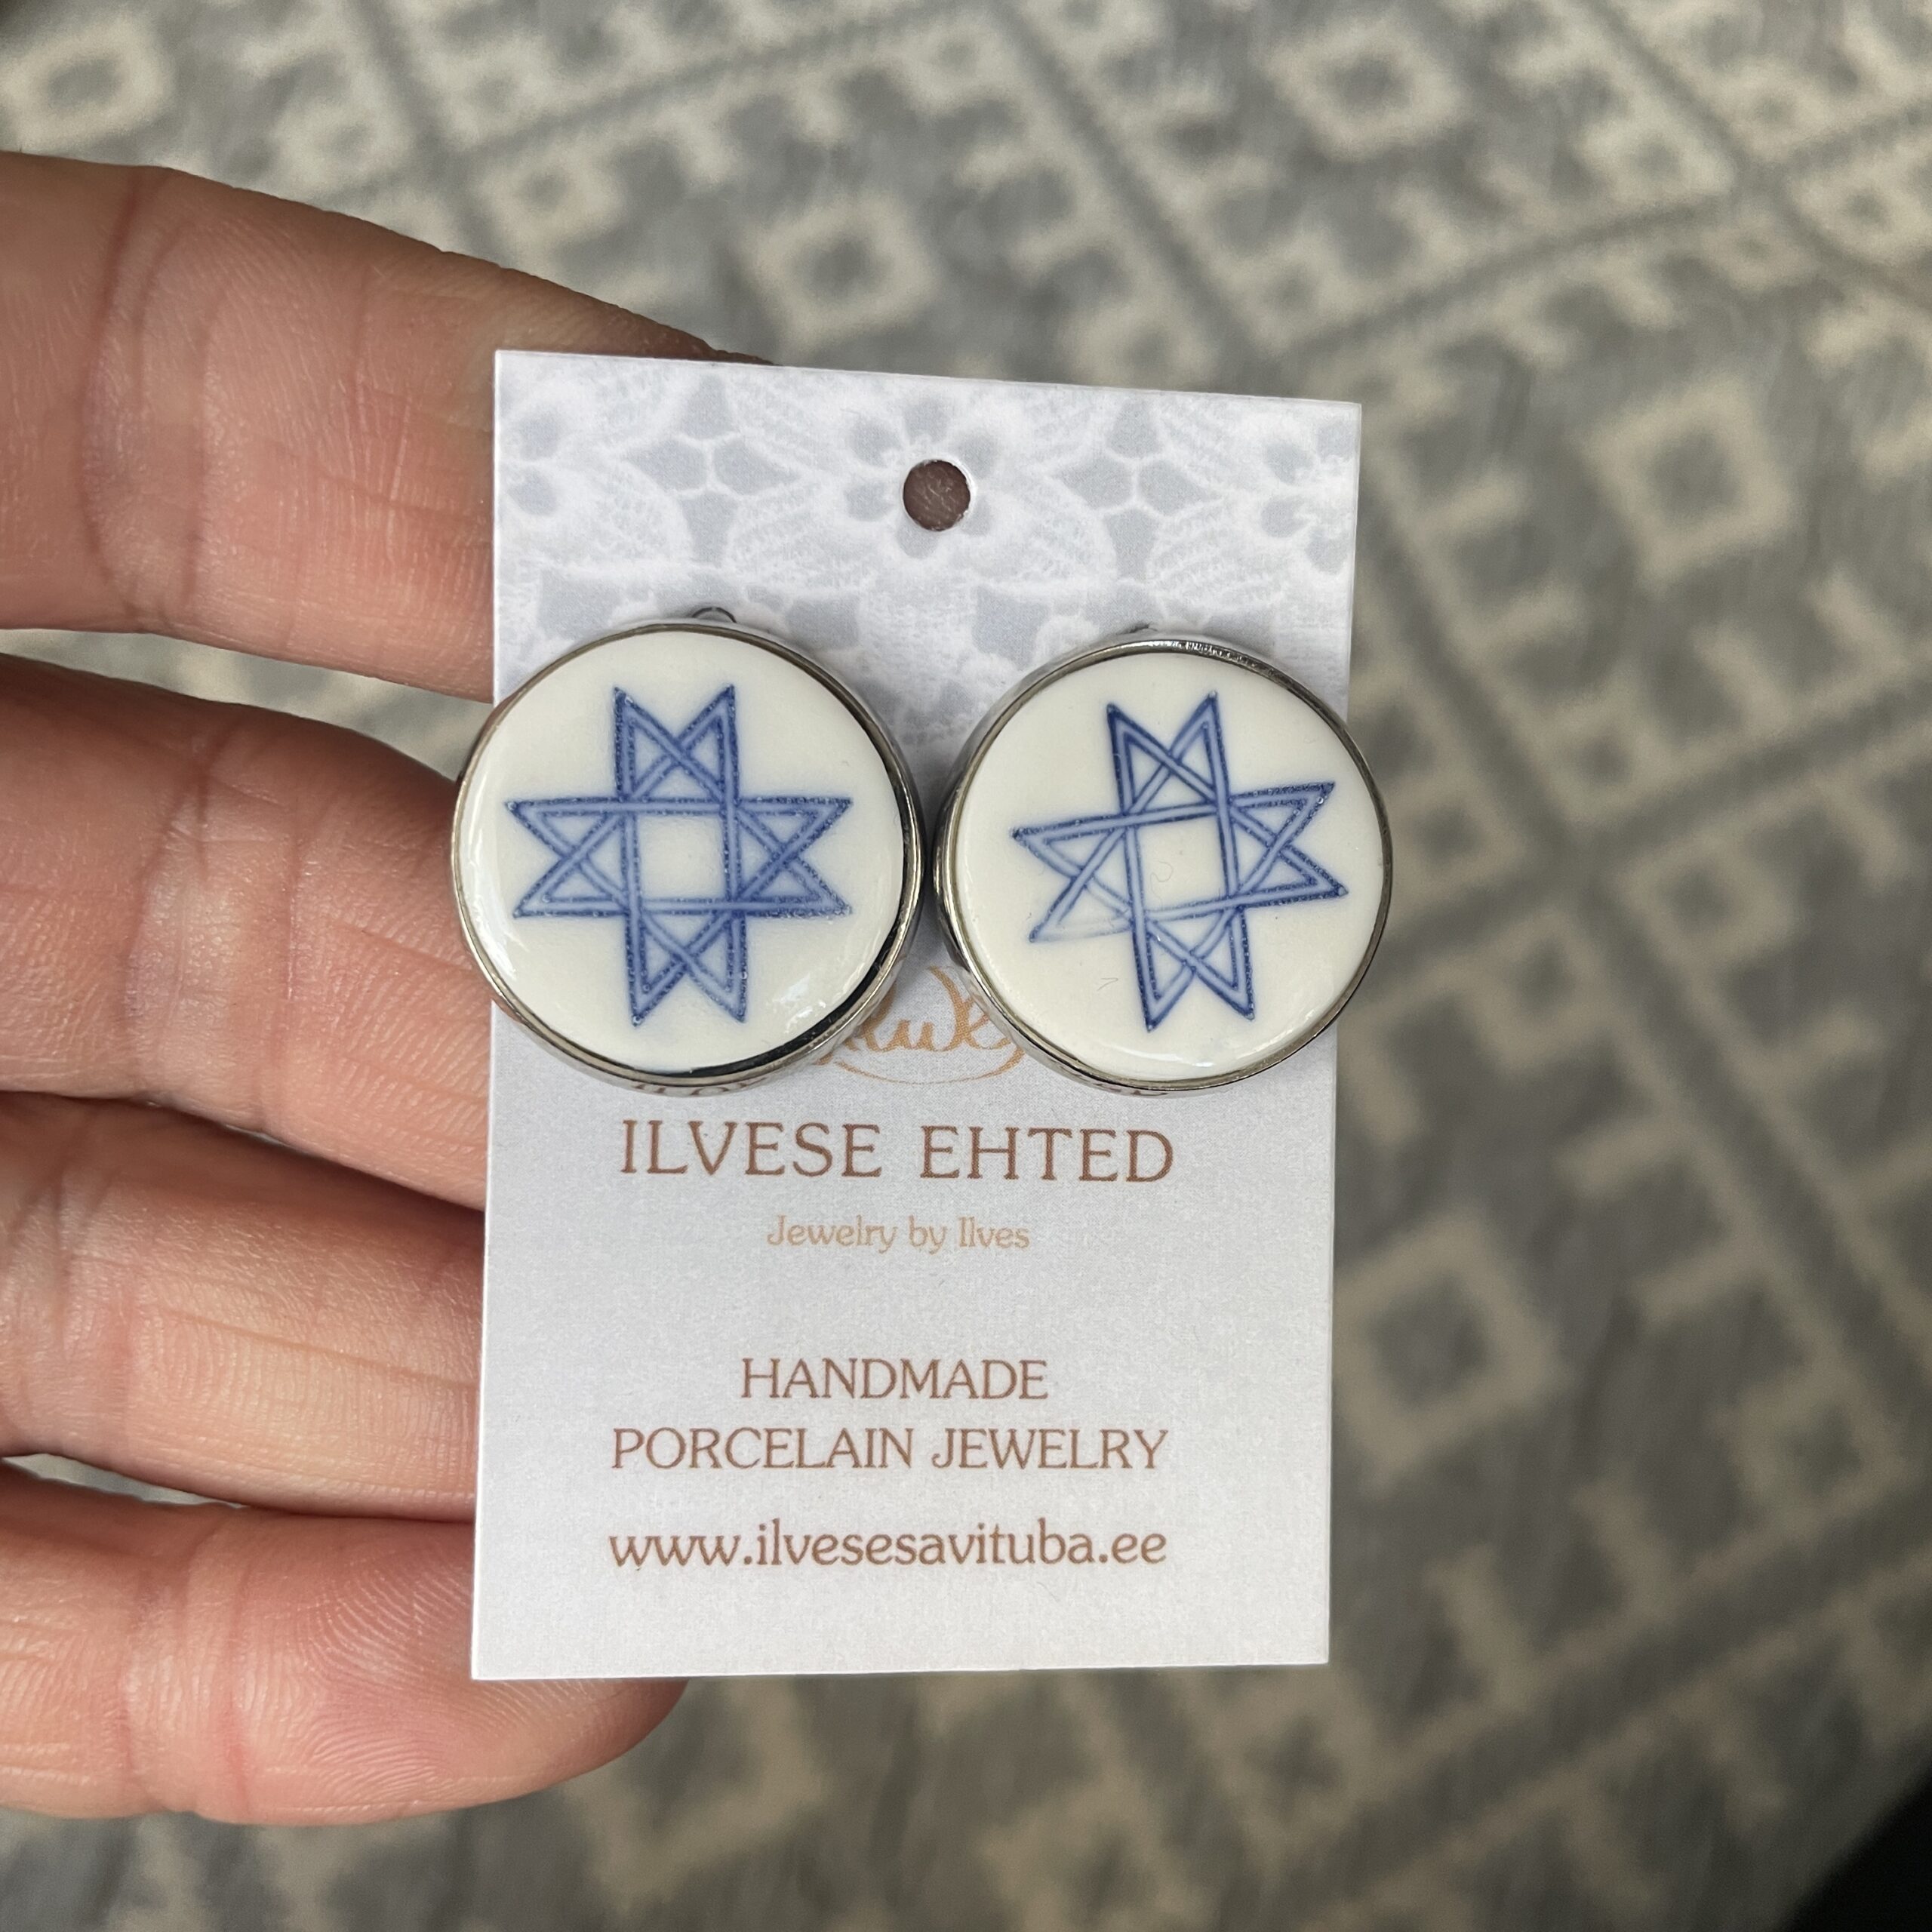 ILVESE EHTED
Jewelry by Ilves
HANDMADE
PORCELAIN JEWELRY
www.ilvesesavituba.ee